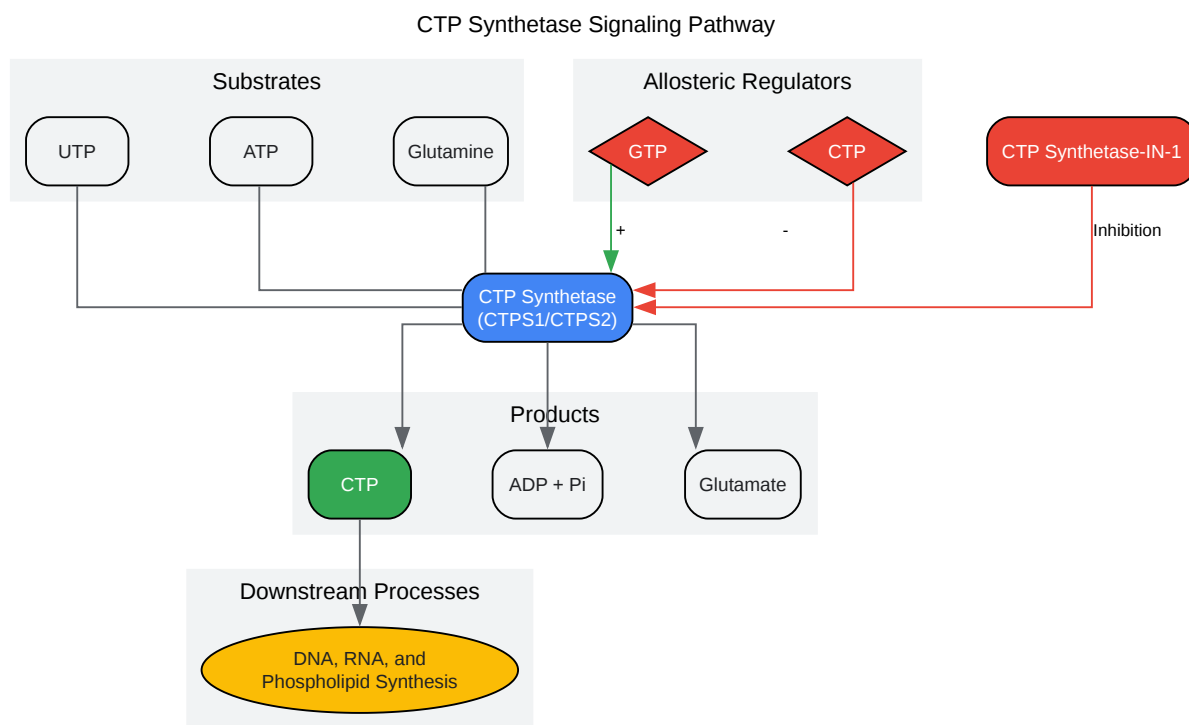 CTP Synthetase Signaling Pathway
Substrates
Allosteric Regulators
UTP
ATP
Glutamine
GTP
CTP
CTP Synthetase-IN-1
+
-
Inhibition
CTP Synthetase
(CTPS1/CTPS2)
Products
CTP
ADP + Pi
Glutamate
Downstream Processes
DNA, RNA, and
Phospholipid Synthesis